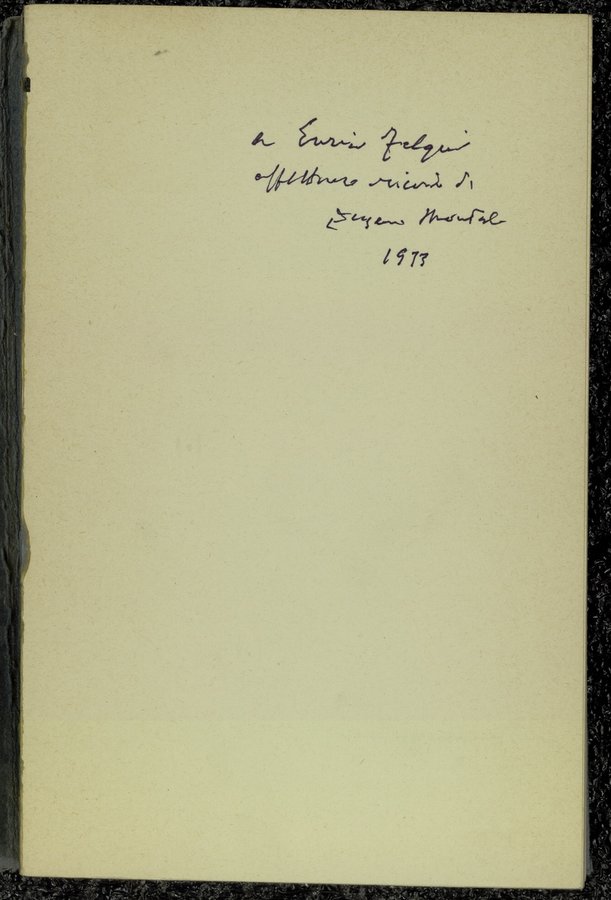 a Enrico Falqui
affettuoso ricordo di
Eugenio Montale
1973